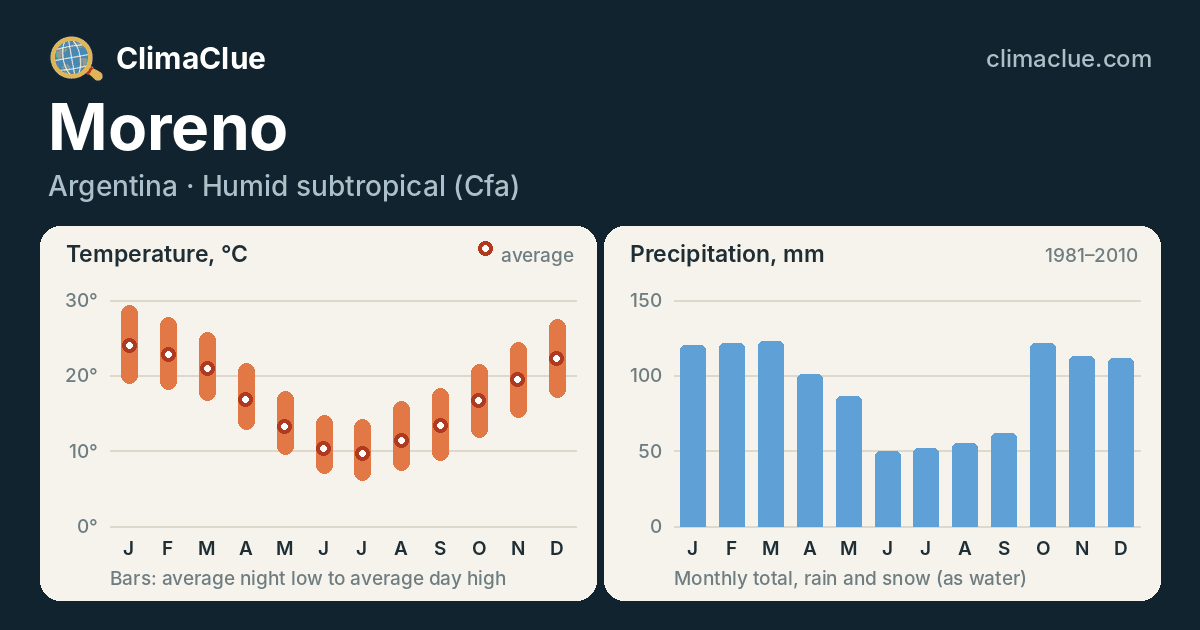 ClimaClue
climaclue.com
Moreno
Argentina · Humid subtropical (Cfa)
Temperature, °C
average
30°
20°
10°
0°
J F M A M J J A S O N D
Bars: average night low to average day high
Precipitation, mm
1981–2010
150
100
50
0
J F M A M J J A S O N D
Monthly total, rain and snow (as water)